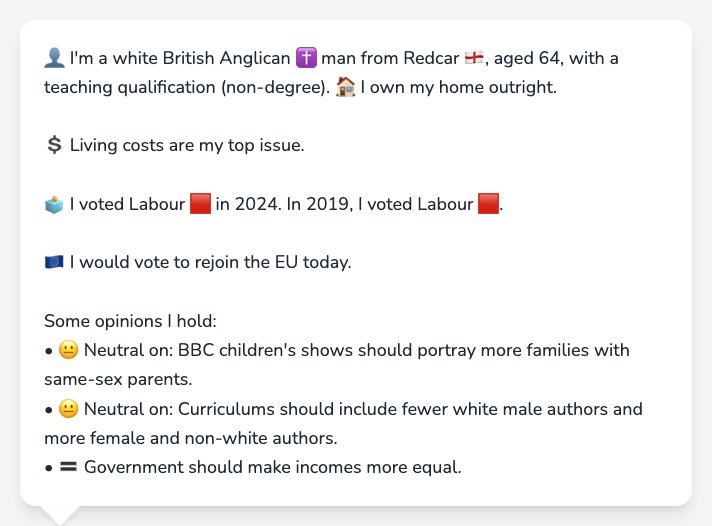 👤 I'm a white British Anglican ✝️ man from Redcar 🏴󠁧󠁢󠁥󠁮󠁧󠁿, aged 64, with a
teaching qualification (non-degree). 🏠 I own my home outright.
💲 Living costs are my top issue.
🗳️ I voted Labour 🟥 in 2024. In 2019, I voted Labour 🟥.
🇪🇺 I would vote to rejoin the EU today.
Some opinions I hold:
• 😐 Neutral on: BBC children's shows should portray more families with
same-sex parents.
• 😐 Neutral on: Curriculums should include fewer white male authors and
more female and non-white authors.
• 🟰 Government should make incomes more equal.